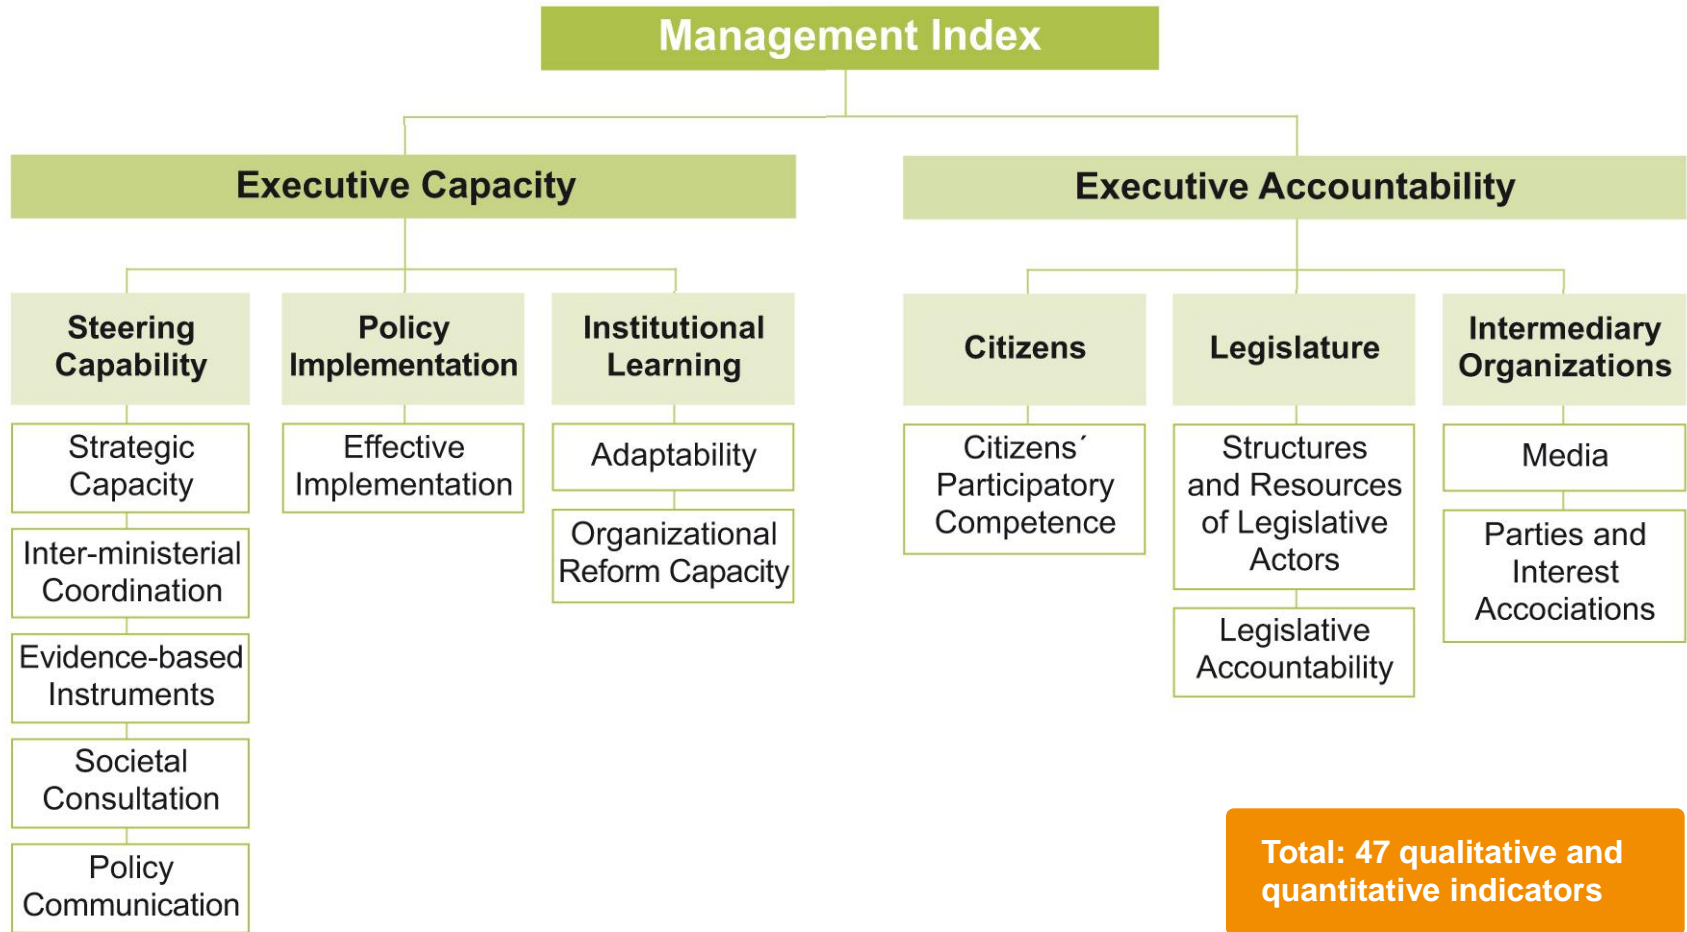 Management Index
Executive Capacity
Executive Accountability
Steering
Capability
Policy
Implementation
Institutional
Learning
Citizens
Legislature
Intermediary
Organizations
Strategic
Capacity
Inter-ministerial
Coordination
Evidence-based
Instruments
Societal
Consultation
Policy
Communication
Effective
Implementation
Adaptability
Organizational
Reform Capacity
Citizens´
Participatory
Competence
Structures
and Resources
of Legislative
Actors
Legislative
Accountability
Media
Parties and
Interest
Accociations
Total: 47 qualitative and
quantitative indicators